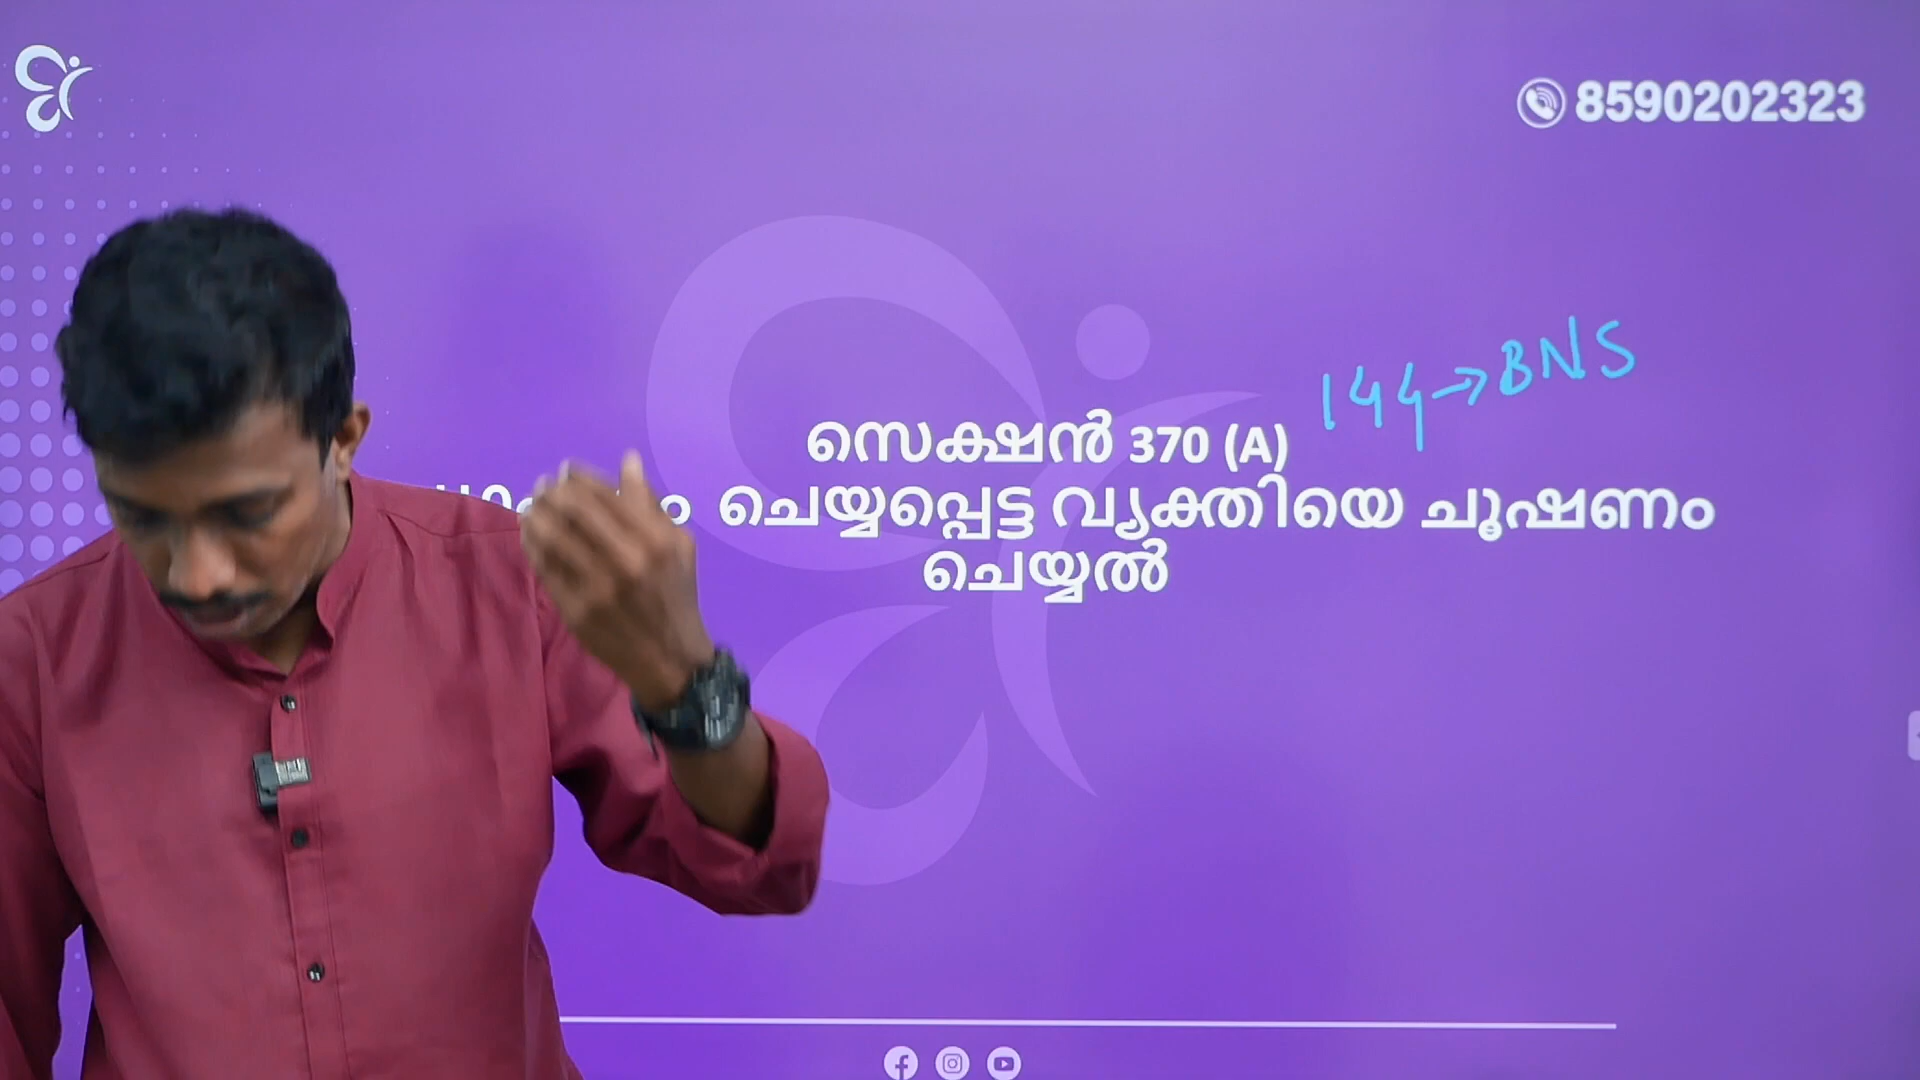 8590202323
144→BNS
സെക്ഷൻ 370 (A)
ചെയ്യപ്പെട്ട വ്യക്തിയെ ചൂഷണം
ചെയ്യൽ